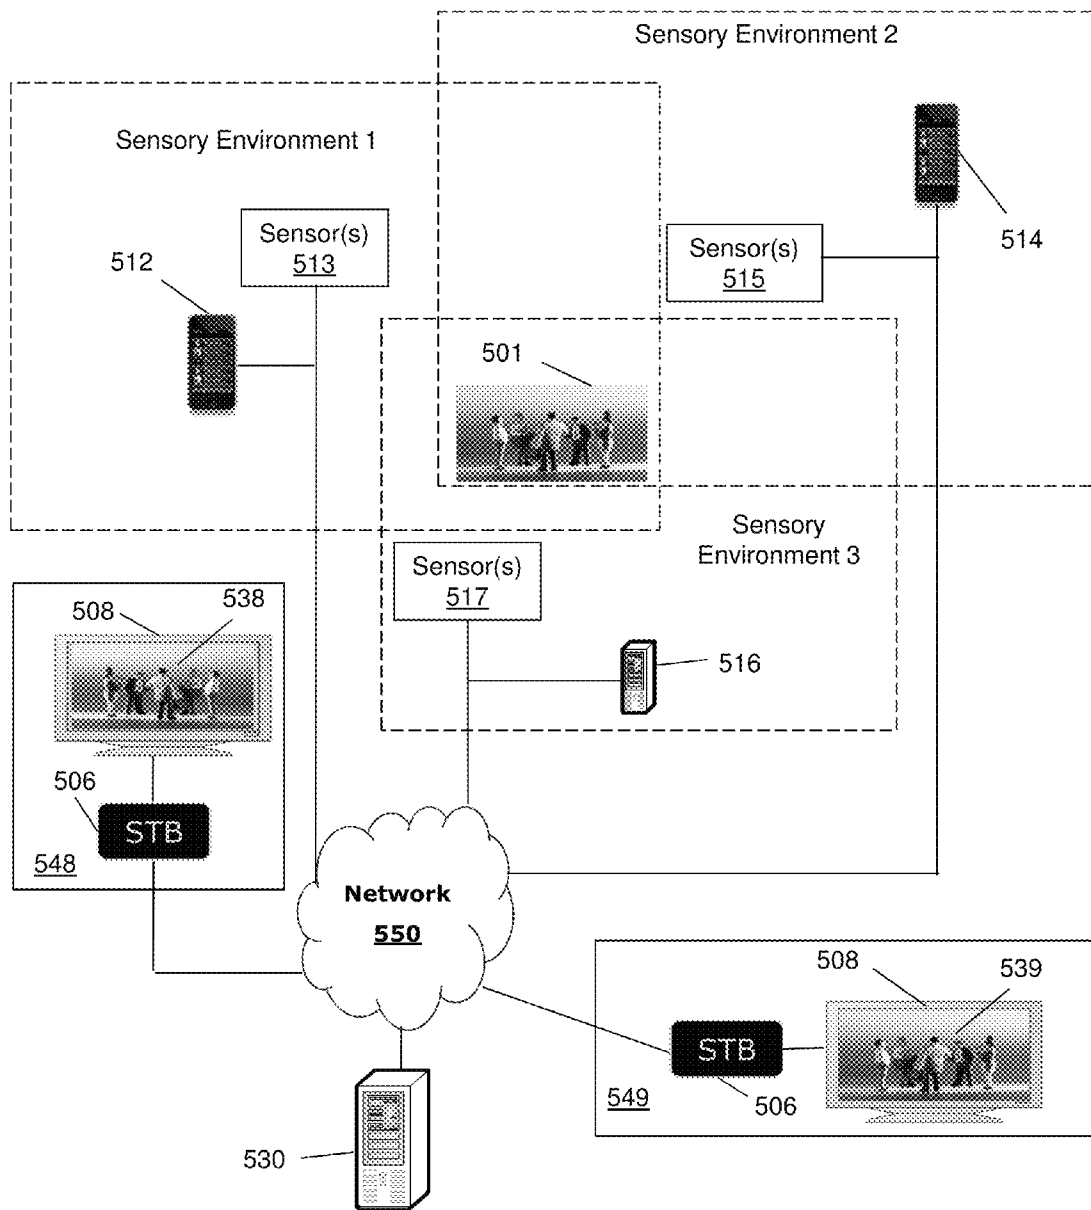 Sensory Environment 2
Sensory Environment 1
514
Sensor(s)
513
Sensor(s)
515
512
501
Sensory
Environment 3
Sensor(s)
517
508
538
516
506
STB
548
Network
550
508
539
STB
549
506
530